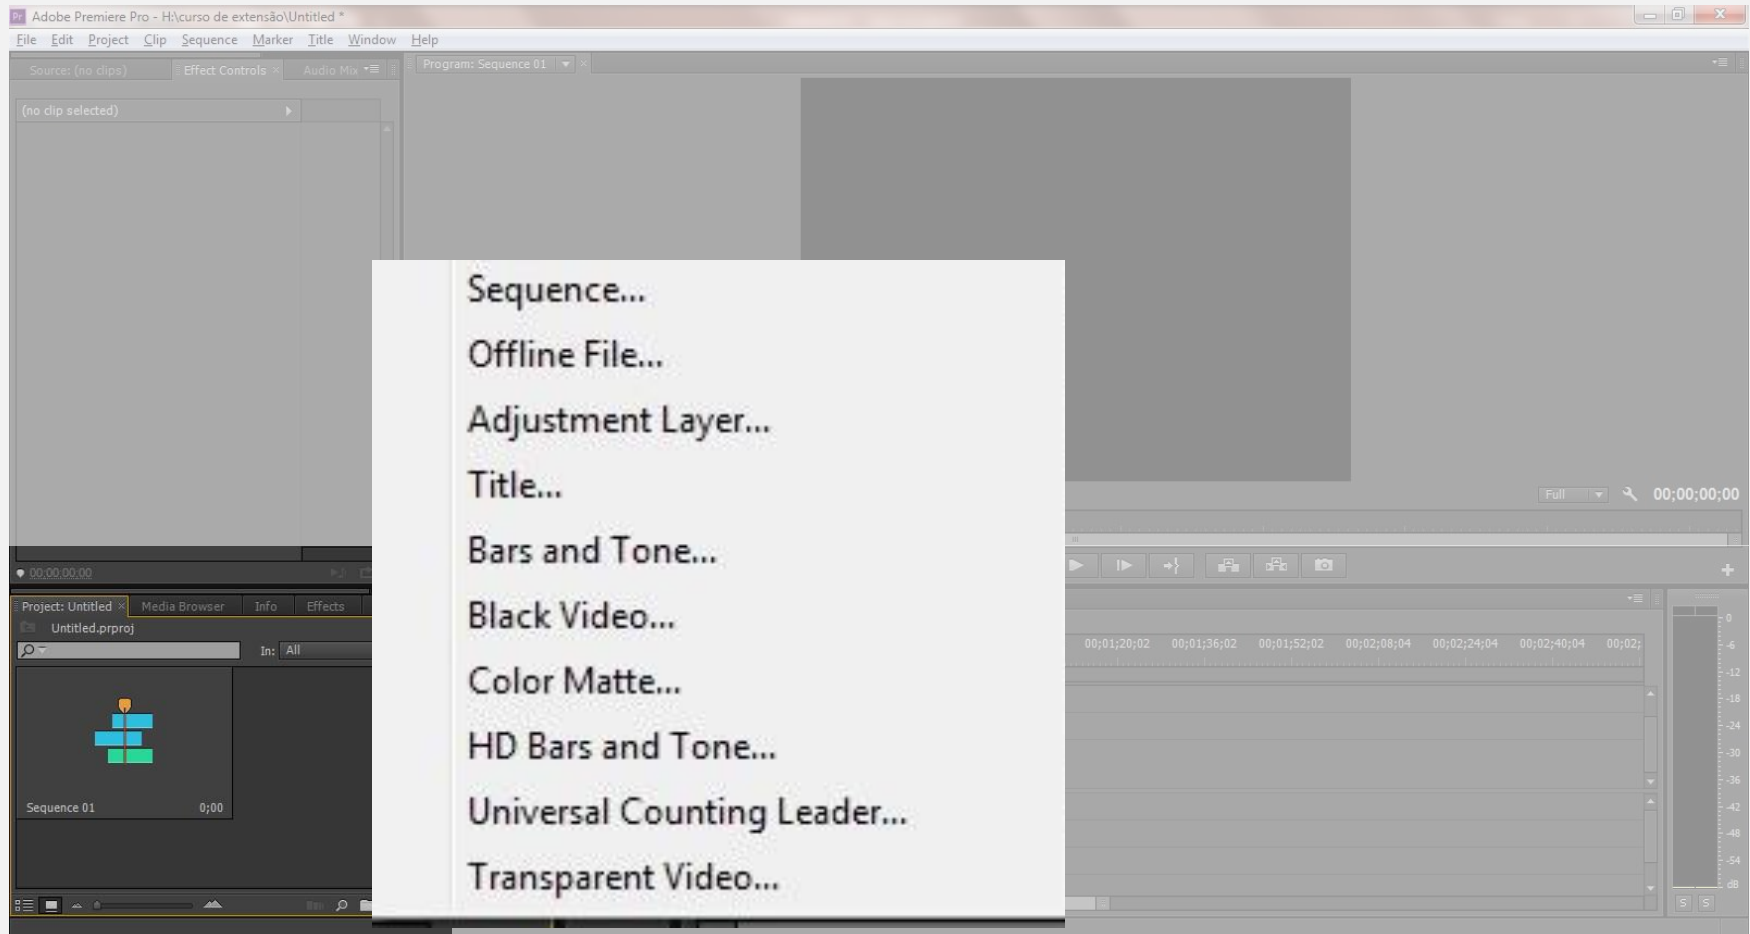 Pr Adobe Premiere Pro - H:\curso de extensão\Untitled *
File Edit Project Clip Sequence Marker Title Window Help
Source: (no clips) Effect Controls × Audio Mix
Program: Sequence 01 ×
(no clip selected)
Sequence...
Offline File...
Adjustment Layer...
Title...
Bars and Tone...
Black Video...
Color Matte...
HD Bars and Tone...
Universal Counting Leader...
Transparent Video...
Full 00;00;00;00
00;00;00;00
Project: Untitled × Media Browser Info Effects
Untitled.prproj
In: All
Sequence 01 0;00
00;01;20;02 00;01;36;02 00;01;52;02 00;02;08;04 00;02;24;04 00;02;40;04 00;02;
0
-6
-12
-18
-24
-30
-36
-42
-48
-54
dB
S S